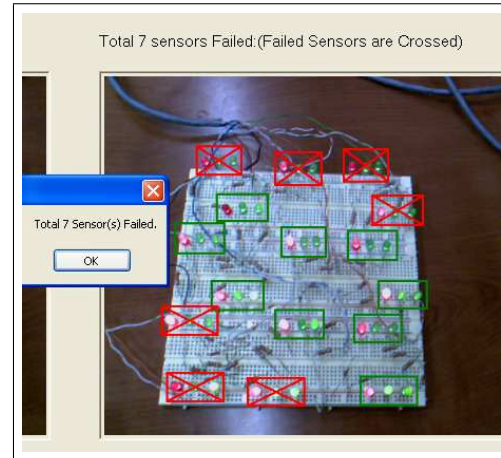 Total 7 sensors Failed:(Failed Sensors are Crossed)
Total 7 Sensor(s) Failed.
OK